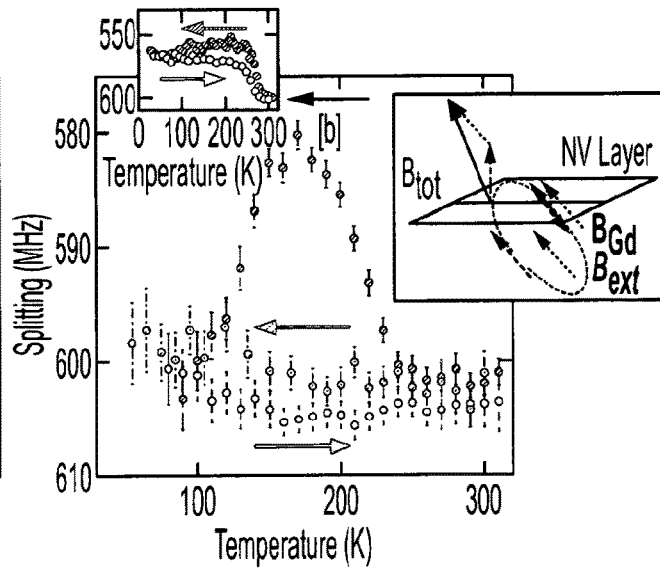 550
600
0 100 200 300
Temperature (K)
[b]
580
590
600
610
Splitting (MHz)
100 200 300
Temperature (K)
NV Layer
Btot
BGd
Bext